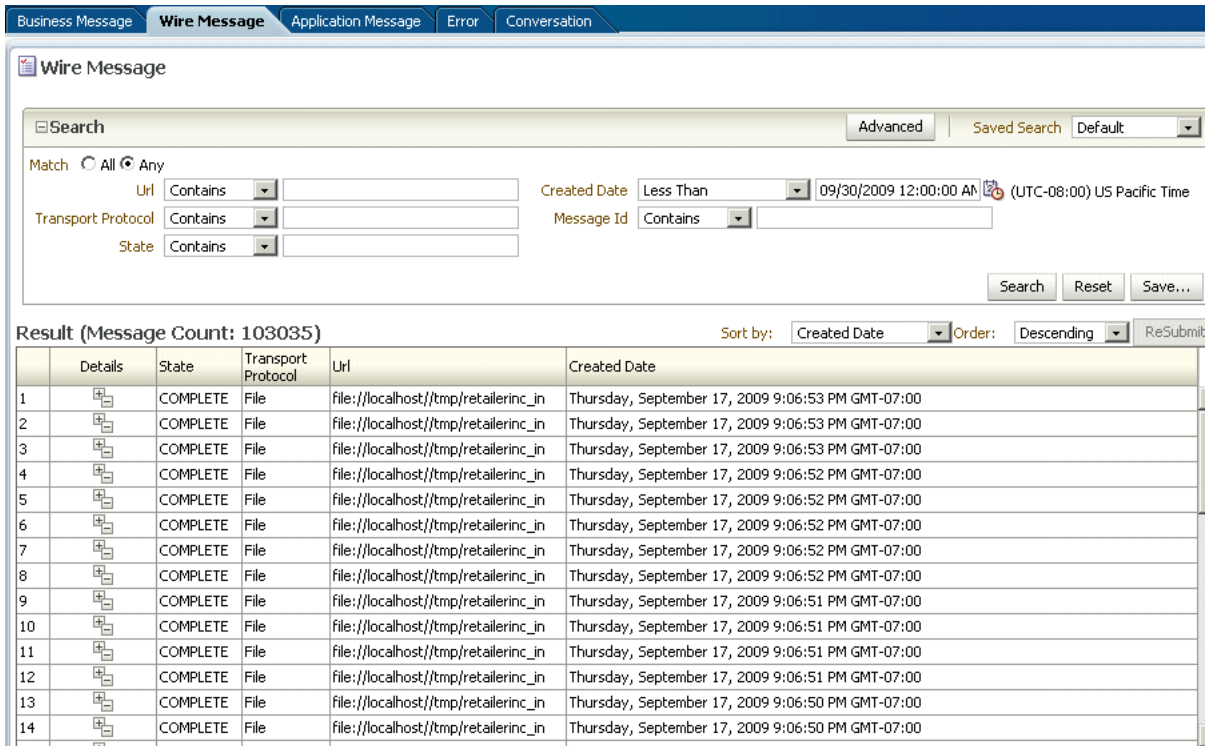 Business Message Wire Message Application Message Error Conversation
Wire Message
Search Advanced Saved Search Default
Match All Any
Url Contains Created Date Less Than 09/30/2009 12:00:00 AM (UTC-08:00) US Pacific Time
Transport Protocol Contains Message Id Contains
State Contains
Search Reset Save...
Result (Message Count: 103035) Sort by: Created Date Order: Descending ReSubmit
Details State Transport Protocol Url Created Date
1 COMPLETE File file://localhost//tmp/retailerinc_in Thursday, September 17, 2009 9:06:53 PM GMT-07:00
2 COMPLETE File file://localhost//tmp/retailerinc_in Thursday, September 17, 2009 9:06:53 PM GMT-07:00
3 COMPLETE File file://localhost//tmp/retailerinc_in Thursday, September 17, 2009 9:06:53 PM GMT-07:00
4 COMPLETE File file://localhost//tmp/retailerinc_in Thursday, September 17, 2009 9:06:52 PM GMT-07:00
5 COMPLETE File file://localhost//tmp/retailerinc_in Thursday, September 17, 2009 9:06:52 PM GMT-07:00
6 COMPLETE File file://localhost//tmp/retailerinc_in Thursday, September 17, 2009 9:06:52 PM GMT-07:00
7 COMPLETE File file://localhost//tmp/retailerinc_in Thursday, September 17, 2009 9:06:52 PM GMT-07:00
8 COMPLETE File file://localhost//tmp/retailerinc_in Thursday, September 17, 2009 9:06:52 PM GMT-07:00
9 COMPLETE File file://localhost//tmp/retailerinc_in Thursday, September 17, 2009 9:06:51 PM GMT-07:00
10 COMPLETE File file://localhost//tmp/retailerinc_in Thursday, September 17, 2009 9:06:51 PM GMT-07:00
11 COMPLETE File file://localhost//tmp/retailerinc_in Thursday, September 17, 2009 9:06:51 PM GMT-07:00
12 COMPLETE File file://localhost//tmp/retailerinc_in Thursday, September 17, 2009 9:06:51 PM GMT-07:00
13 COMPLETE File file://localhost//tmp/retailerinc_in Thursday, September 17, 2009 9:06:50 PM GMT-07:00
14 COMPLETE File file://localhost//tmp/retailerinc_in Thursday, September 17, 2009 9:06:50 PM GMT-07:00